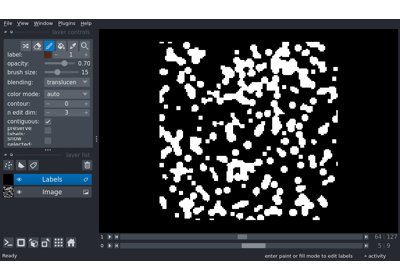 File View Window Plugins Help
layer controls
label: 1
opacity: 0.70
brush size: 15
blending: translucen
color mode: auto
contour: 0
n edit dim: 3
contiguous:
preserve labels:
show selected:
layer list
Labels
Image
1 64 127
0 5 9
Ready enter paint or fill mode to edit labels activity